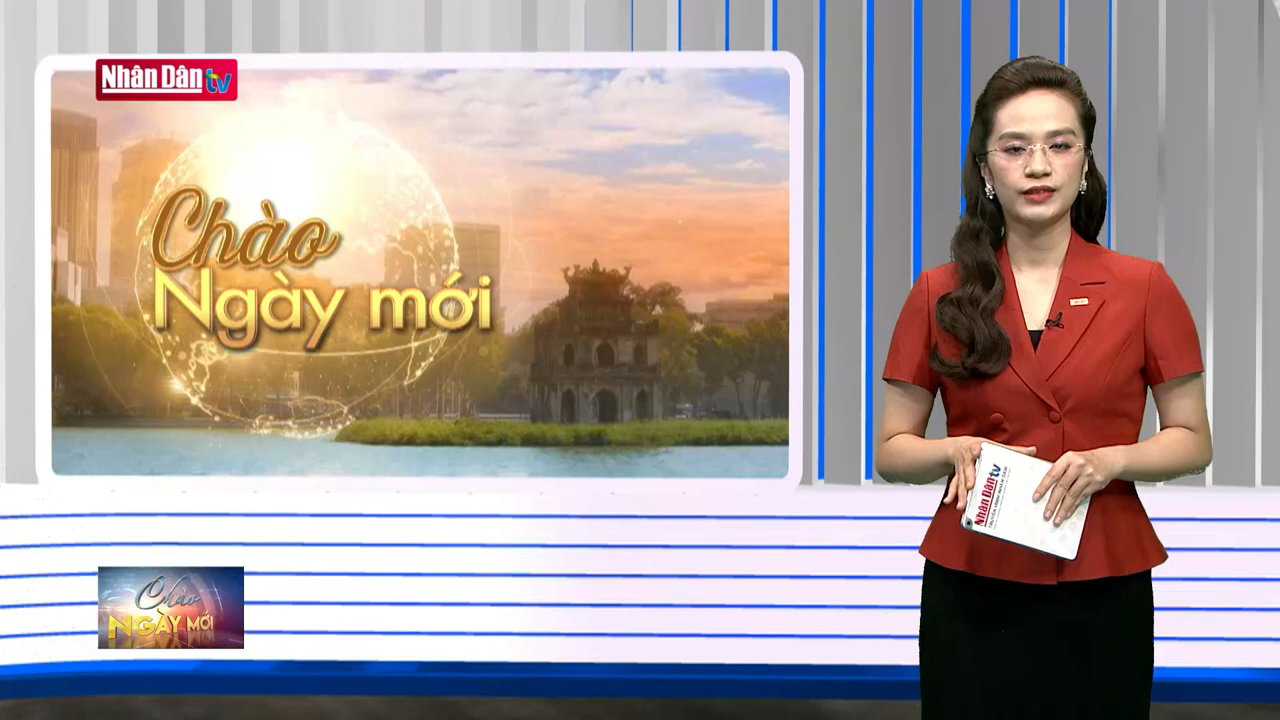 Nhân Dân tv
Chào
Ngày mới
Nhân Dân tv
Chào
NGÀY MỚI